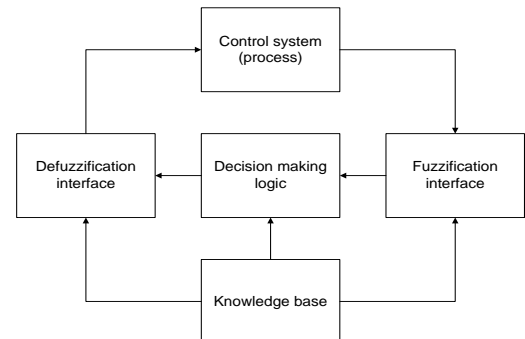 Control system
(process)
Defuzzification
interface
Decision making
logic
Fuzzification
interface
Knowledge base